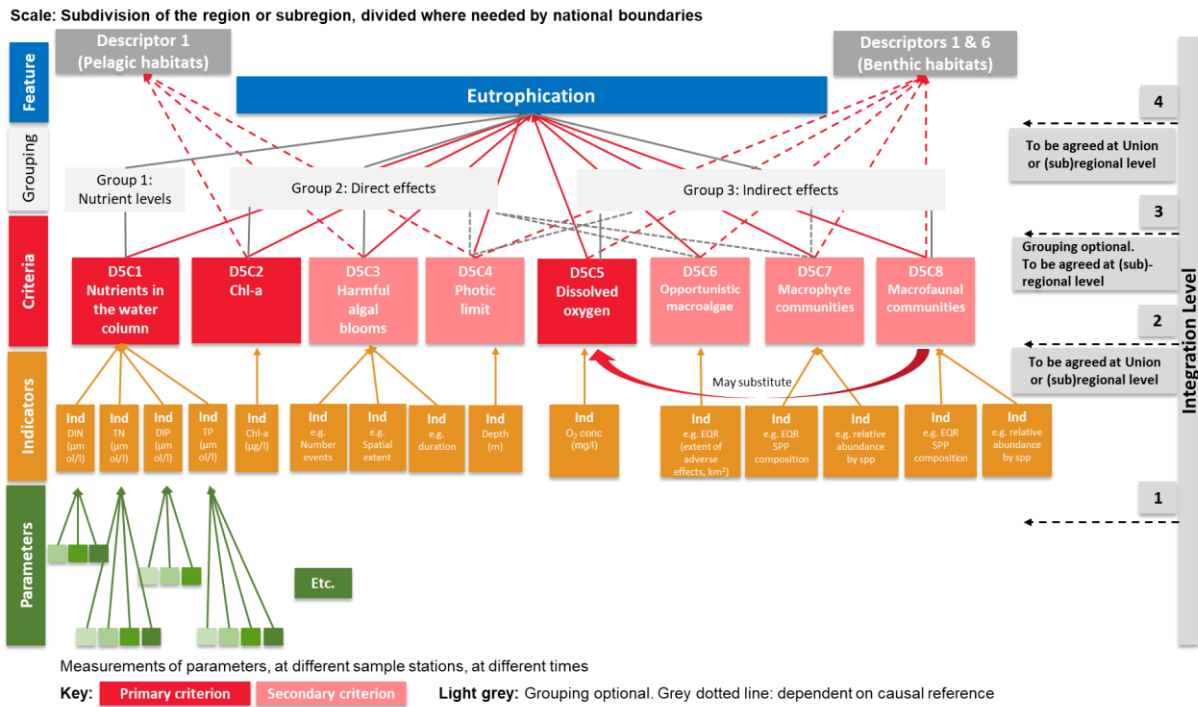 Scale: Subdivision of the region or subregion, divided where needed by national boundaries
Descriptor 1
(Pelagic habitats)
Descriptors 1 & 6
(Benthic habitats)
Feature
Eutrophication
4
To be agreed at Union
or (sub)regional level
Grouping
Group 1:
Nutrient levels
Group 2: Direct effects
Group 3: Indirect effects
3
Grouping optional.
To be agreed at (sub)-
regional level
Criteria
D5C1
Nutrients in
the water
column
D5C2
Chl-a
D5C3
Harmful
algal
blooms
D5C4
Photic
limit
D5C5
Dissolved
oxygen
D5C6
Opportunistic
macroalgae
D5C7
Macrophyte
communities
D5C8
Macrofaunal
communities
2
To be agreed at Union
or (sub)regional level
Integration Level
May substitute
Indicators
Ind
DIN
(µm
ol/l)
Ind
TN
(µm
ol/l)
Ind
DIP
(µm
ol/l)
Ind
TP
(µm
ol/l)
Ind
Chl-a
(µg/l)
Ind
e.g.
Number
events
Ind
e.g.
Spatial
extent
Ind
e.g.
duration
Ind
Depth
(m)
Ind
O₂ conc
(mg/l)
Ind
e.g. EQR
(extent of
adverse
effects, km²)
Ind
e.g. EQR
SPP
composition
Ind
e.g. relative
abundance
by spp
Ind
e.g. EQR
SPP
composition
Ind
e.g. relative
abundance
by spp
1
Parameters
Etc.
Measurements of parameters, at different sample stations, at different times
Key: Primary criterion Secondary criterion Light grey: Grouping optional. Grey dotted line: dependent on causal reference